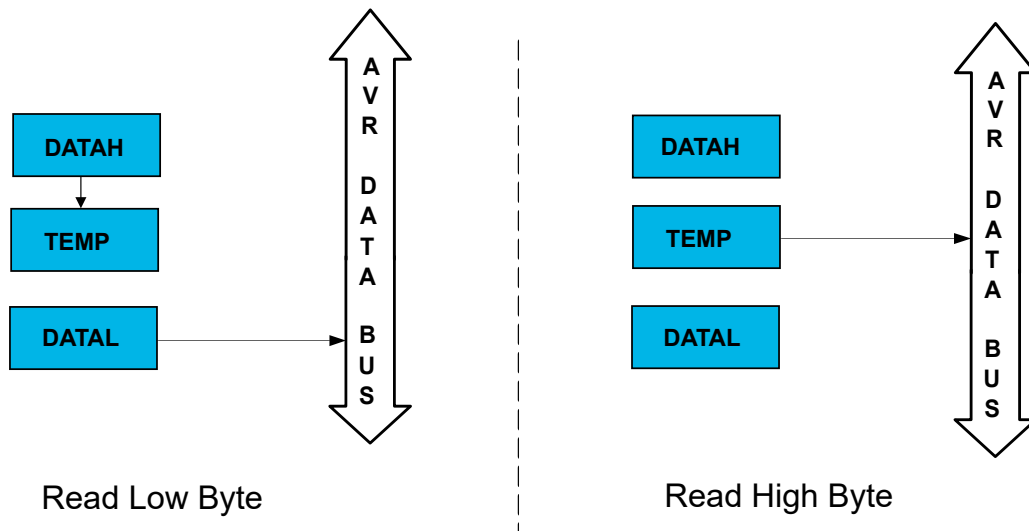 DATAH
TEMP
DATAL
AVR DATA BUS
Read Low Byte
DATAH
TEMP
DATAL
AVR DATA BUS
Read High Byte